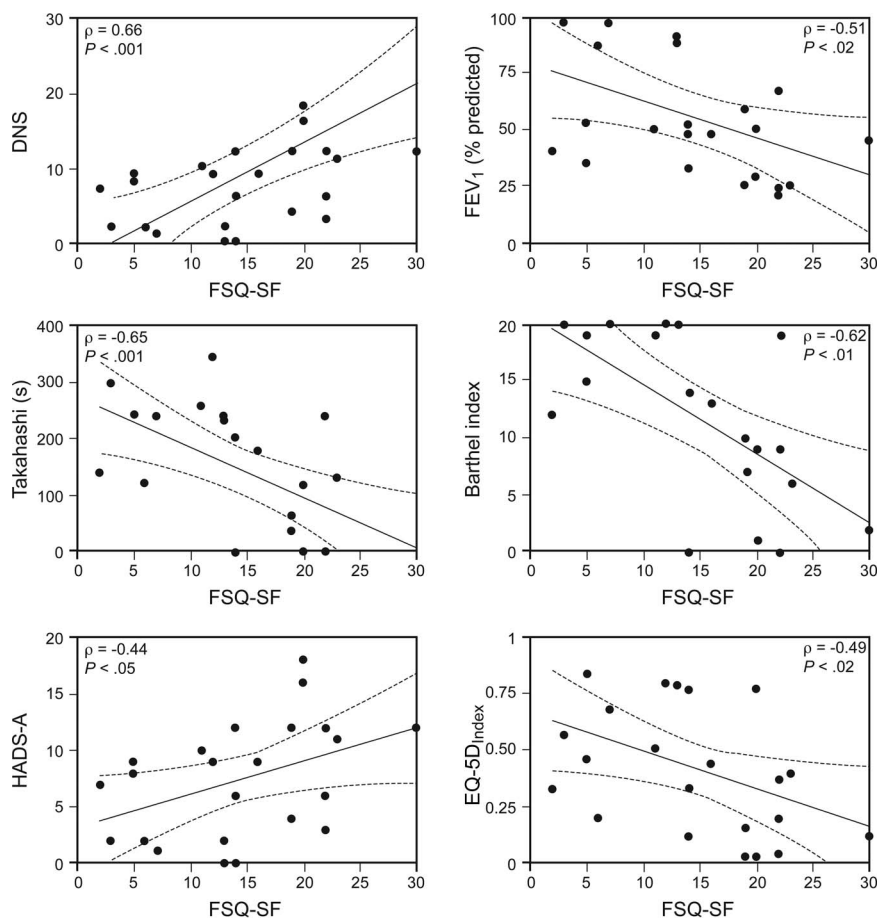 30
20
10
0
0
5
10
15
20
25
30
DNS
FSQ-SF
ρ = 0.66
P < .001
100
75
50
25
0
0
5
10
15
20
25
30
FEV1 (% predicted)
FSQ-SF
ρ = -0.51
P < .02
400
300
200
100
0
0
5
10
15
20
25
30
Takahashi (s)
FSQ-SF
ρ = -0.65
P < .001
20
15
10
5
0
0
5
10
15
20
25
30
Barthel index
FSQ-SF
ρ = -0.62
P < .01
20
15
10
5
0
0
5
10
15
20
25
30
HADS-A
FSQ-SF
ρ = -0.44
P < .05
1
0.75
0.50
0.25
0
0
5
10
15
20
25
30
EQ-5DIndex
FSQ-SF
ρ = -0.49
P < .02